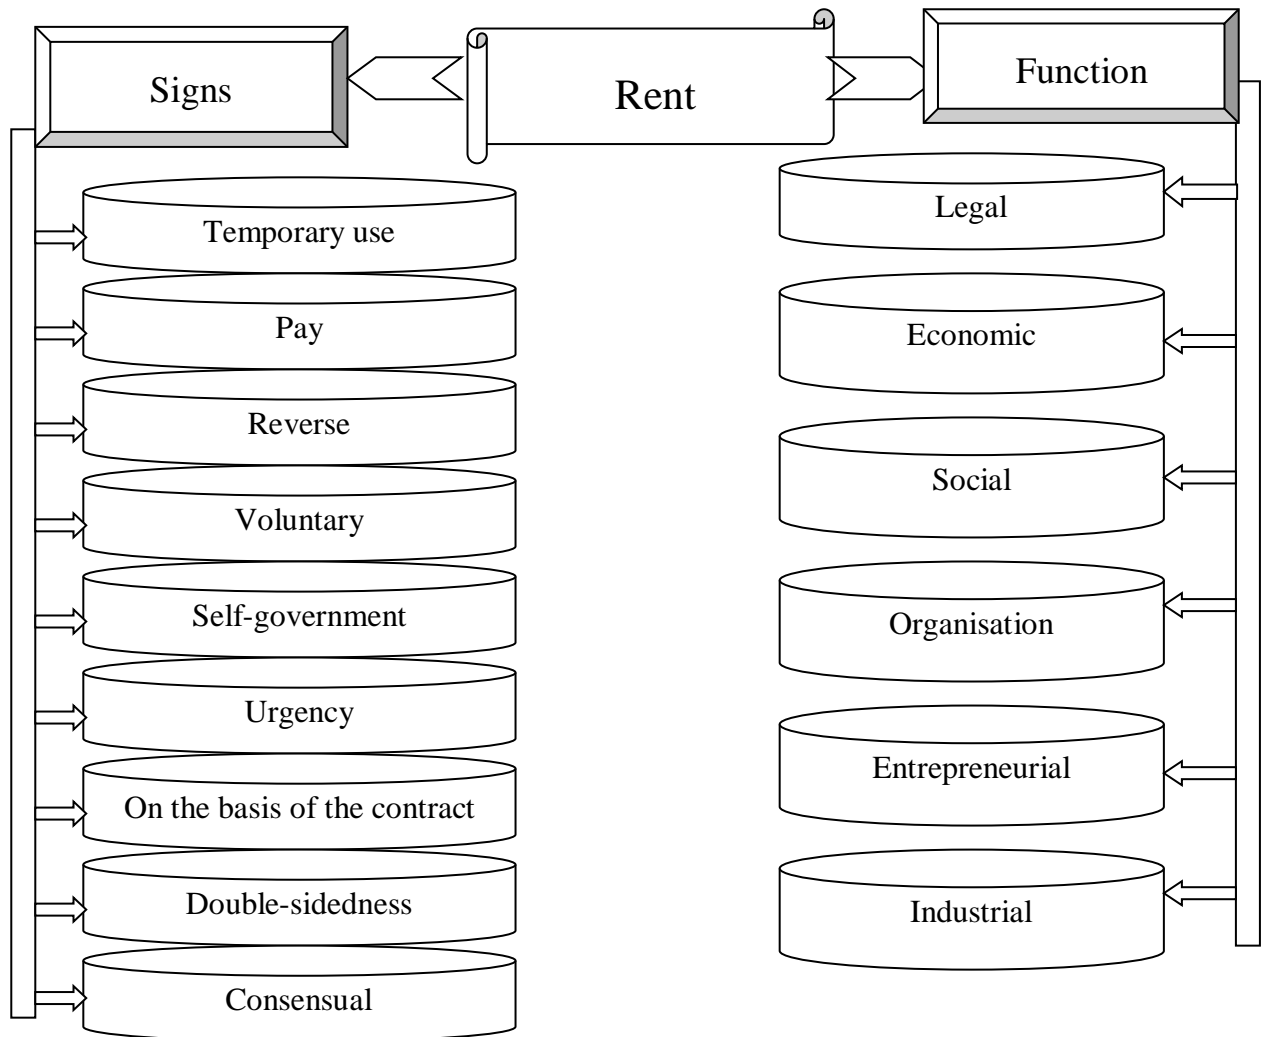 Signs
Rent
Function
Temporary use
Pay
Reverse
Voluntary
Self-government
Urgency
On the basis of the contract
Double-sidedness
Consensual
Legal
Economic
Social
Organisation
Entrepreneurial
Industrial